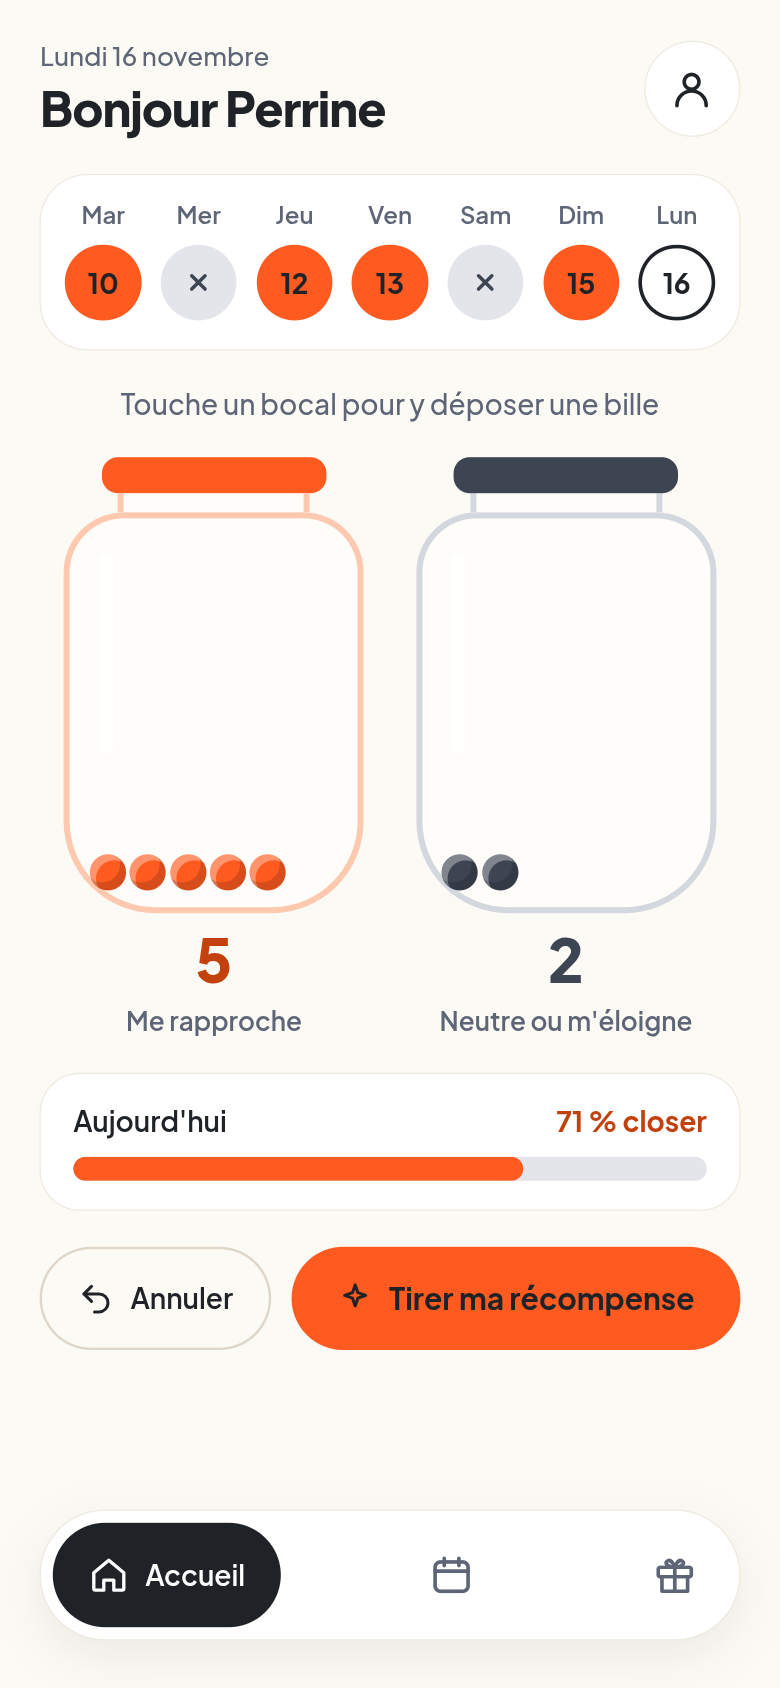 Lundi 16 novembre
Bonjour Perrine
Mar Mer Jeu Ven Sam Dim Lun
10 × 12 13 × 15 16
Touche un bocal pour y déposer une bille
5 2
Me rapproche Neutre ou m'éloigne
Aujourd'hui 71 % closer
Annuler Tirer ma récompense
Accueil